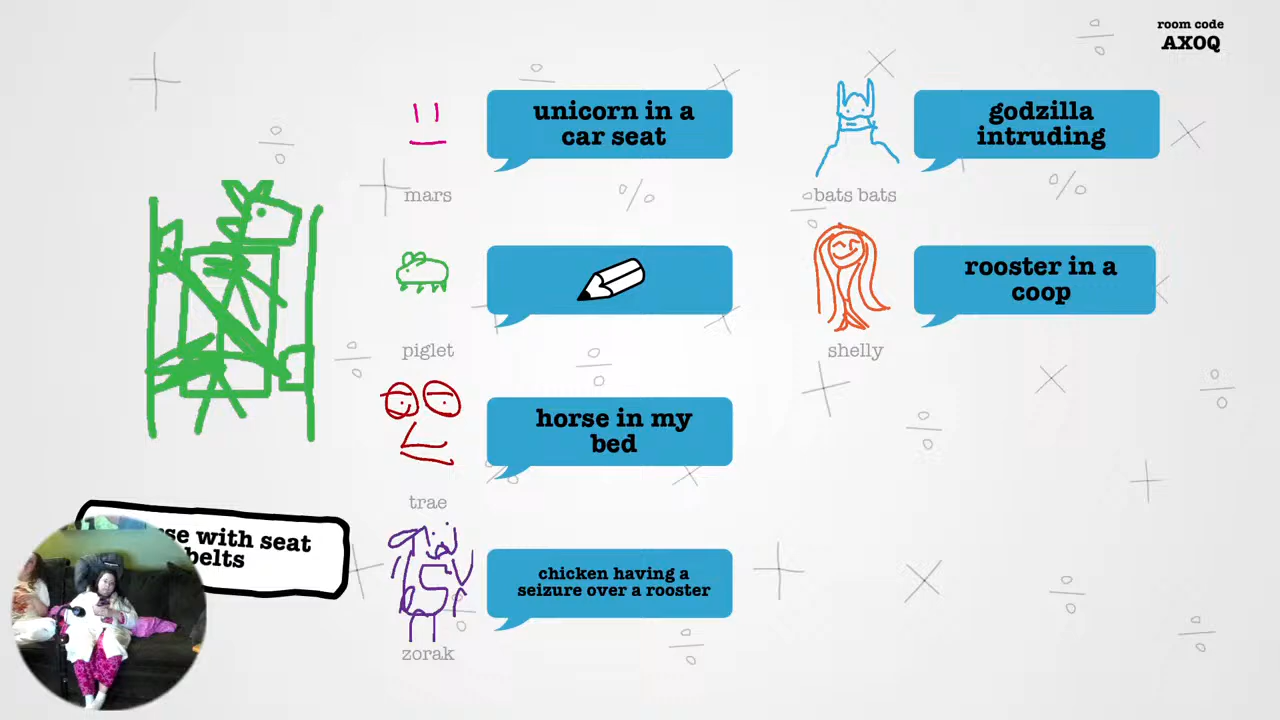 room code
AXOQ
unicorn in a
car seat
mars
godzilla
intruding
bats bats
piglet
rooster in a
coop
shelly
horse in my
bed
trae
with seat
belts
chicken having a
seizure over a rooster
zorak